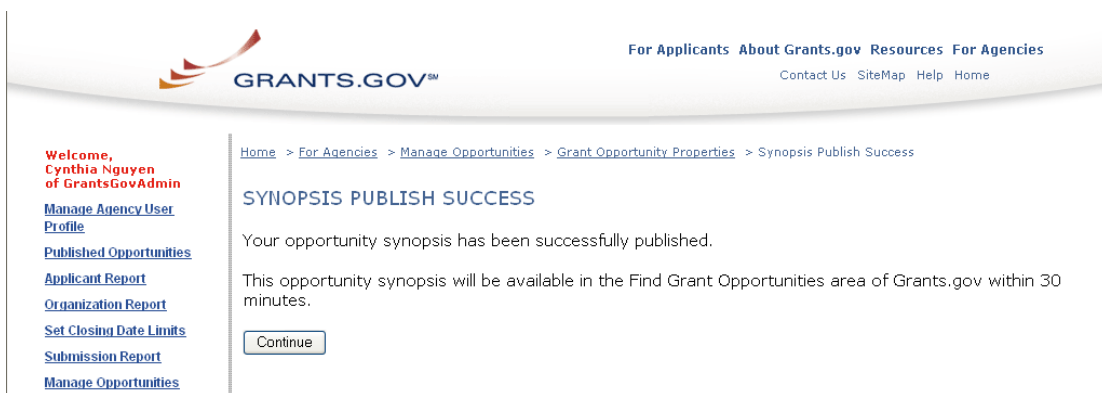 For Applicants About Grants.gov Resources For Agencies
GRANTS.GOV℠
Contact Us SiteMap Help Home
Home > For Agencies > Manage Opportunities > Grant Opportunity Properties > Synopsis Publish Success
Welcome,
Cynthia Nguyen
of GrantsGovAdmin
Manage Agency User
Profile
Published Opportunities
Applicant Report
Organization Report
Set Closing Date Limits
Submission Report
Manage Opportunities
SYNOPSIS PUBLISH SUCCESS
Your opportunity synopsis has been successfully published.
This opportunity synopsis will be available in the Find Grant Opportunities area of Grants.gov within 30
minutes.
Continue